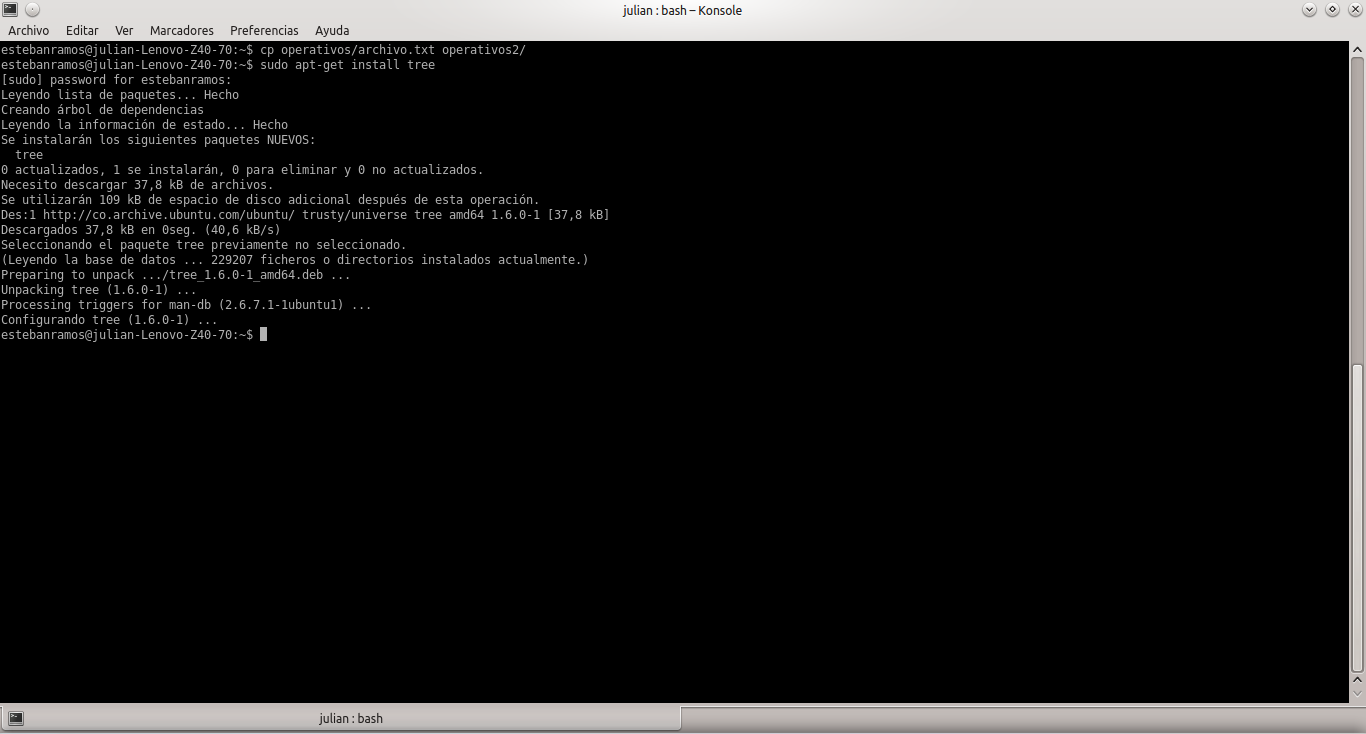 julian : bash – Konsole
Archivo Editar Ver Marcadores Preferencias Ayuda
estebanramos@julian-Lenovo-Z40-70:~$ cp operativos/archivo.txt operativos2/
estebanramos@julian-Lenovo-Z40-70:~$ sudo apt-get install tree
[sudo] password for estebanramos:
Leyendo lista de paquetes... Hecho
Creando árbol de dependencias
Leyendo la información de estado... Hecho
Se instalarán los siguientes paquetes NUEVOS:
  tree
0 actualizados, 1 se instalarán, 0 para eliminar y 0 no actualizados.
Necesito descargar 37,8 kB de archivos.
Se utilizarán 109 kB de espacio de disco adicional después de esta operación.
Des:1 http://co.archive.ubuntu.com/ubuntu/ trusty/universe tree amd64 1.6.0-1 [37,8 kB]
Descargados 37,8 kB en 0seg. (40,6 kB/s)
Seleccionando el paquete tree previamente no seleccionado.
(Leyendo la base de datos ... 229207 ficheros o directorios instalados actualmente.)
Preparing to unpack .../tree_1.6.0-1_amd64.deb ...
Unpacking tree (1.6.0-1) ...
Processing triggers for man-db (2.6.7.1-1ubuntu1) ...
Configurando tree (1.6.0-1) ...
estebanramos@julian-Lenovo-Z40-70:~$
julian : bash